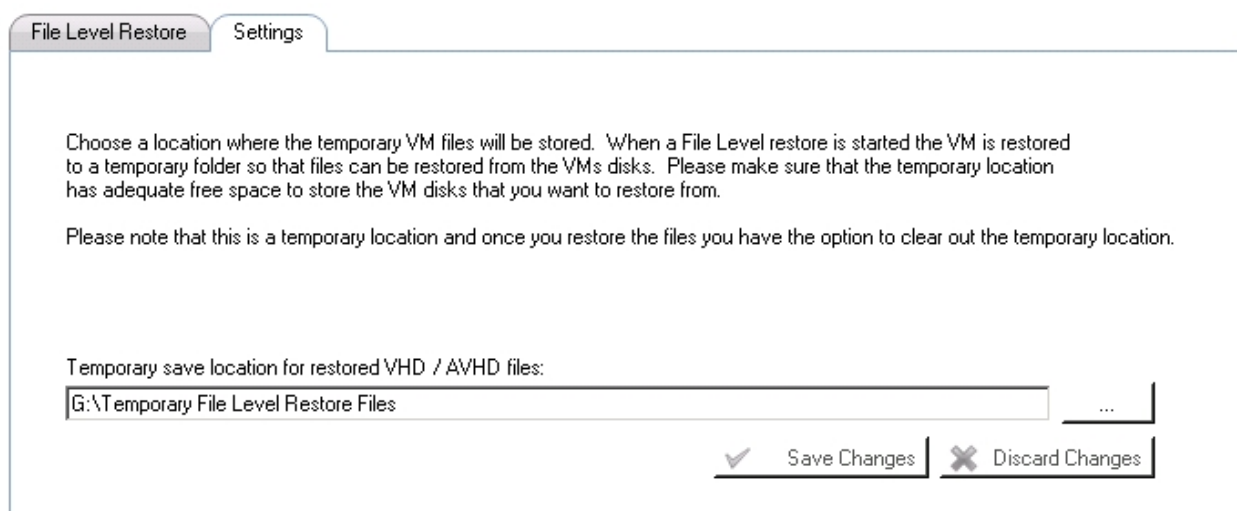 File Level Restore
Settings
Choose a location where the temporary VM files will be stored.  When a File Level restore is started the VM is restored
to a temporary folder so that files can be restored from the VMs disks.  Please make sure that the temporary location
has adequate free space to store the VM disks that you want to restore from.
Please note that this is a temporary location and once you restore the files you have the option to clear out the temporary location.
Temporary save location for restored VHD / AVHD files:
G:\Temporary File Level Restore Files
...
Save Changes
Discard Changes